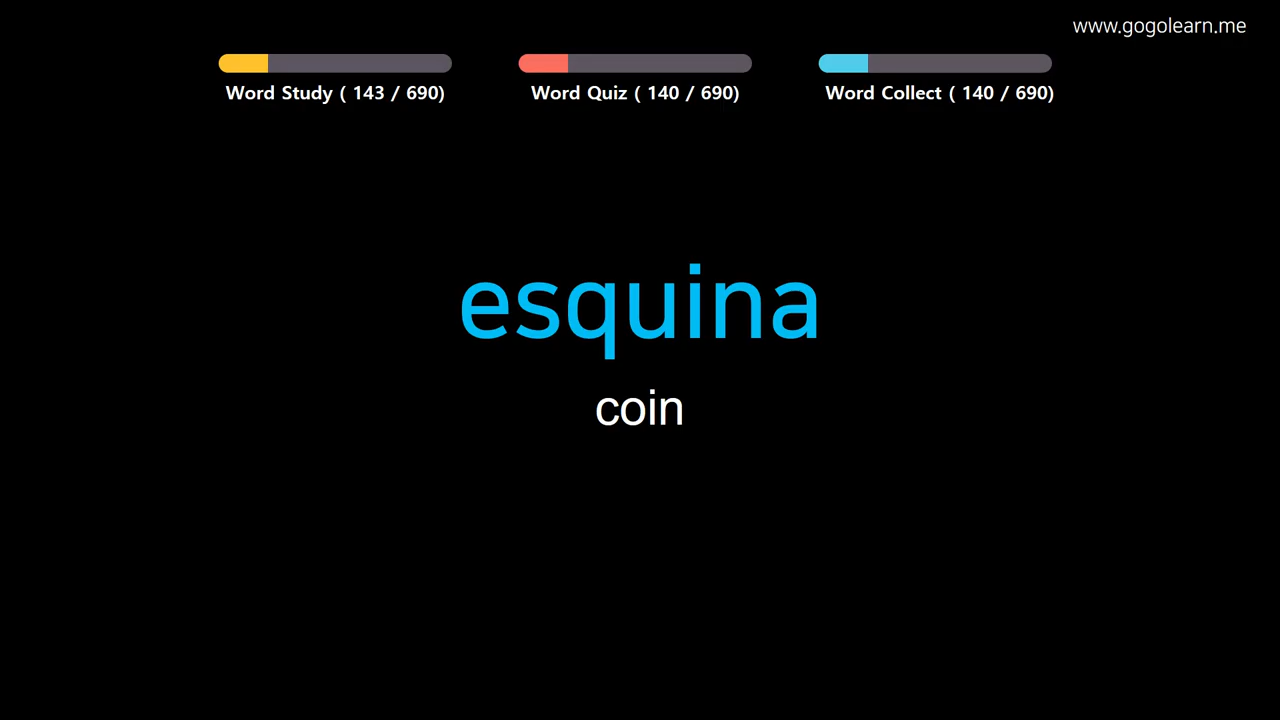 www.gogolearn.me
Word Study ( 143 / 690)
Word Quiz ( 140 / 690)
Word Collect ( 140 / 690)
esquina
coin